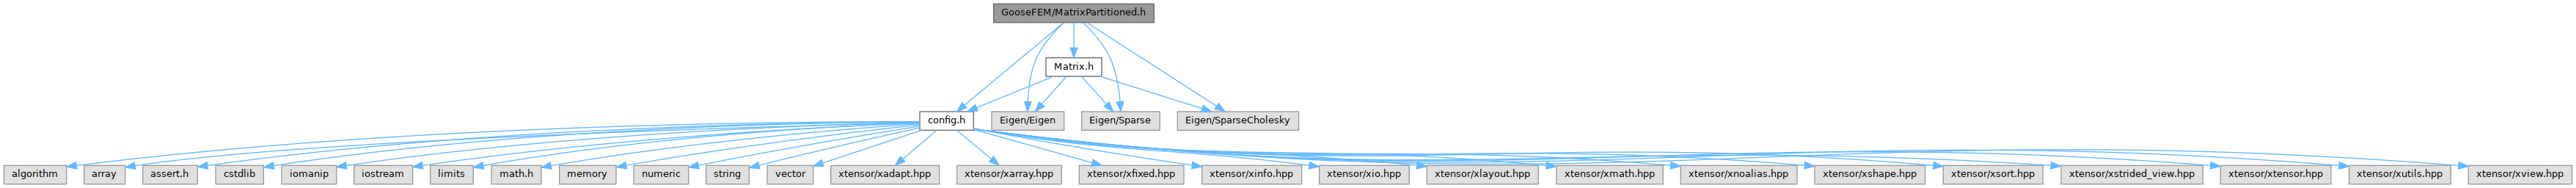 GooseFEM/MatrixPartitioned.h
Matrix.h
config.h
Eigen/Eigen
Eigen/Sparse
Eigen/SparseCholesky
algorithm
array
assert.h
cstdlib
iomanip
iostream
limits
math.h
memory
numeric
string
vector
xtensor/xadapt.hpp
xtensor/xarray.hpp
xtensor/xfixed.hpp
xtensor/xinfo.hpp
xtensor/xio.hpp
xtensor/xlayout.hpp
xtensor/xmath.hpp
xtensor/xnoalias.hpp
xtensor/xshape.hpp
xtensor/xsort.hpp
xtensor/xstrided_view.hpp
xtensor/xtensor.hpp
xtensor/xutils.hpp
xtensor/xview.hpp